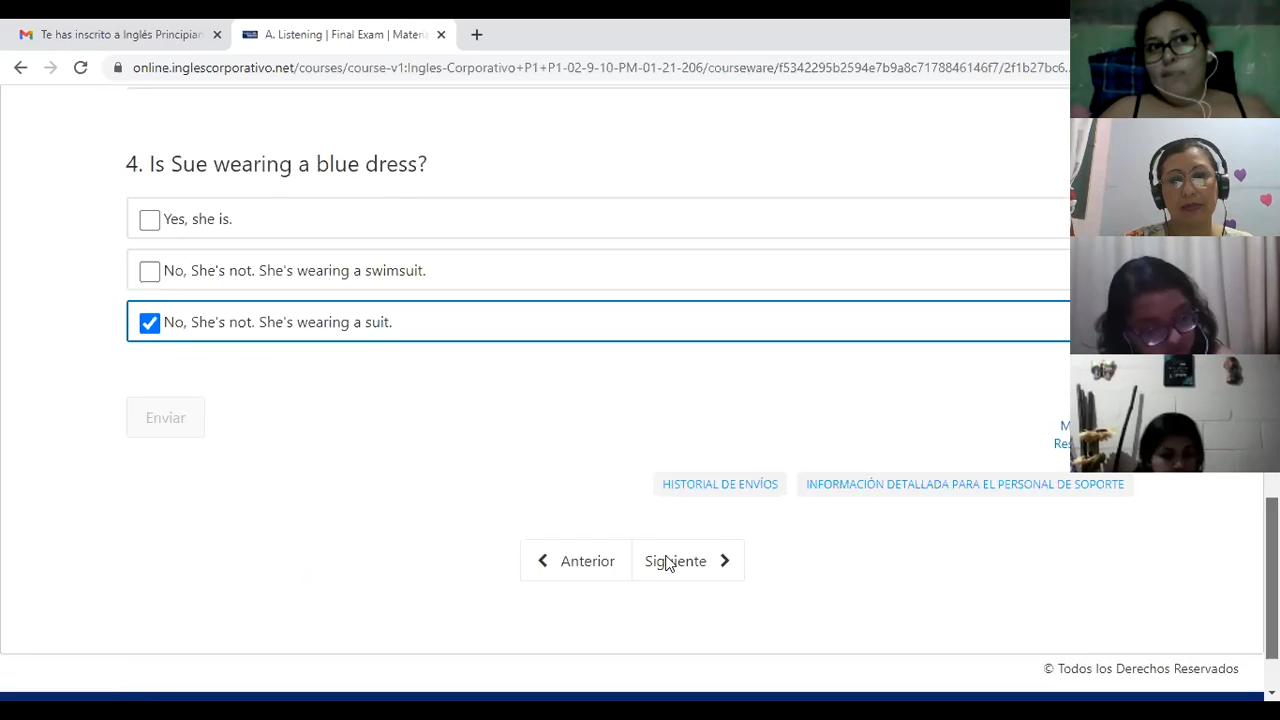 Te has inscrito a Inglés Principian
A. Listening | Final Exam | Materia
online.inglescorporativo.net/courses/course-v1:Ingles-Corporativo+P1+P1-02-9-10-PM-01-21-206/courseware/f5342295b2594e7b9a8c7178846146f7/2f1b27bc6...
4. Is Sue wearing a blue dress?
Yes, she is.
No, She's not. She's wearing a swimsuit.
No, She's not. She's wearing a suit.
Enviar
M
Res
HISTORIAL DE ENVÍOS
INFORMACIÓN DETALLADA PARA EL PERSONAL DE SOPORTE
Anterior
Siguiente
© Todos los Derechos Reservados